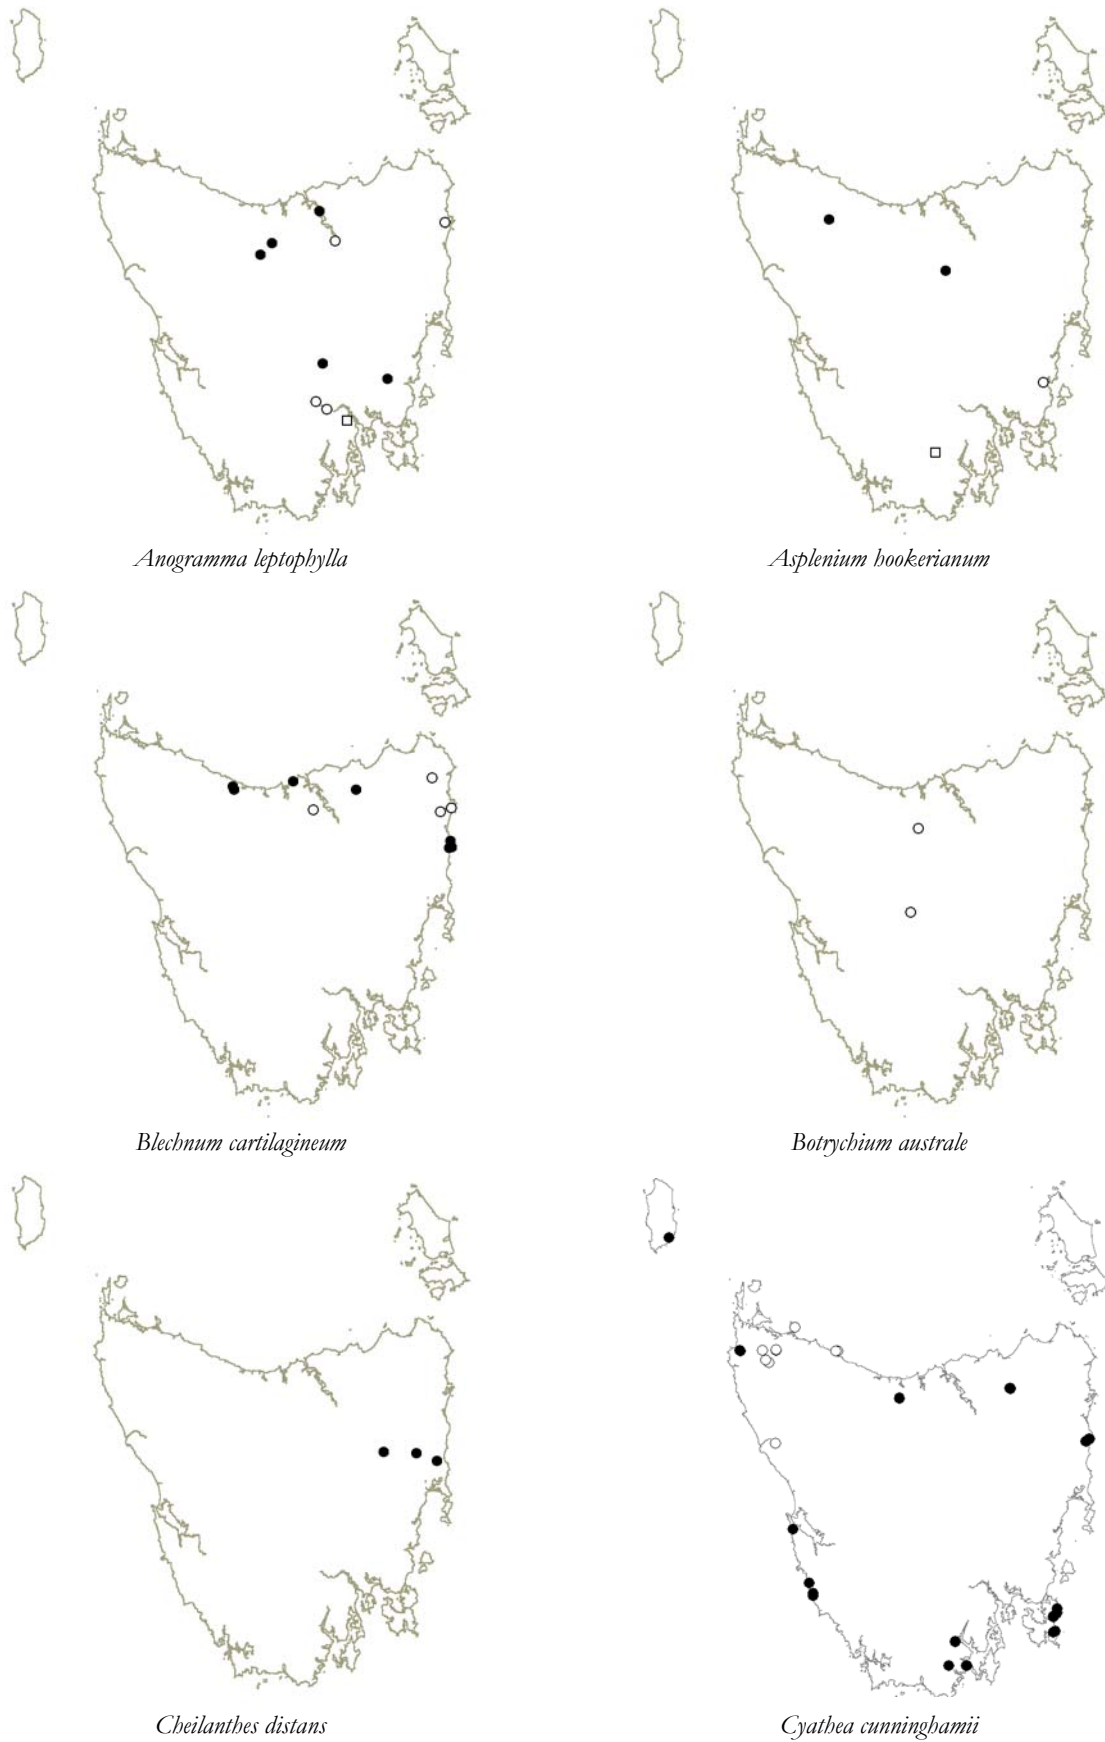 Anogramma leptophylla
Asplenium hookerianum
Blechnum cartilagineum
Botrychium australe
Cheilanthes distans
Cyathea cunninghamii